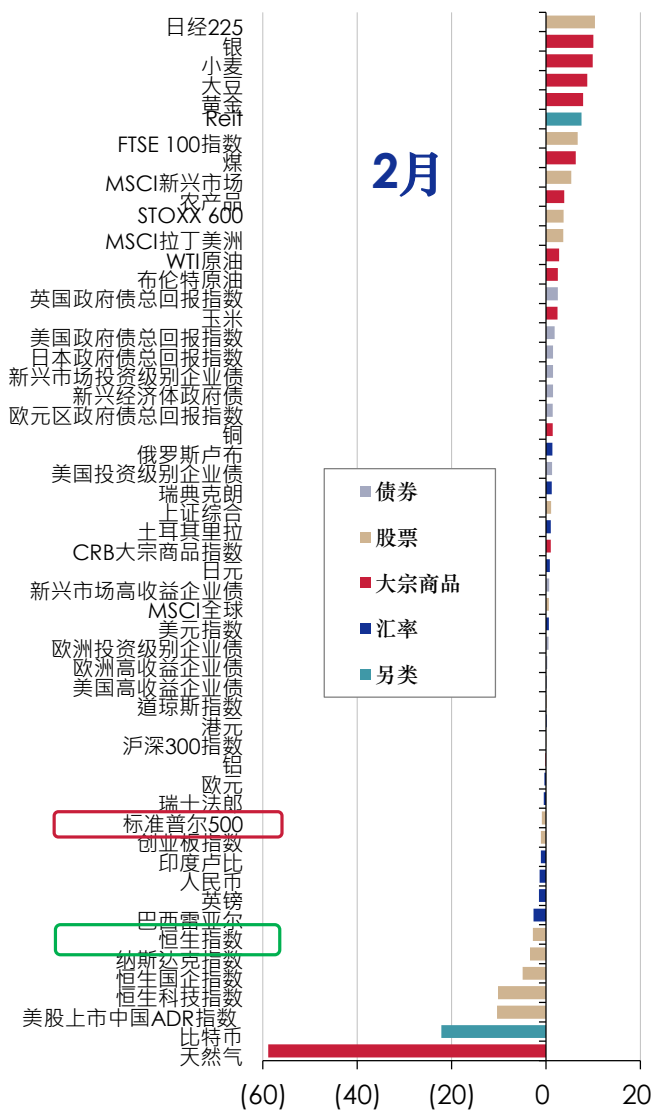 日经225
银
小麦
大豆
黄金
Reit
FTSE 100指数
煤
MSCI新兴市场
农产品
STOXX 600
MSCI拉丁美洲
WTI原油
布伦特原油
英国政府债总回报指数
玉米
美国政府债总回报指数
日本政府债总回报指数
新兴市场投资级别企业债
新兴经济体政府债
欧元区政府债总回报指数
铜
俄罗斯卢布
美国投资级别企业债
瑞典克朗
上证综合
土耳其里拉
CRB大宗商品指数
日元
新兴市场高收益企业债
MSCI全球
美元指数
欧洲投资级别企业债
欧洲高收益企业债
美国高收益企业债
道琼斯指数
港元
沪深300指数
铝
欧元
瑞士法郎
标准普尔500
创业板指数
印度卢比
人民币
英镑
巴西雷亚尔
恒生指数
纳斯达克指数
恒生国企指数
恒生科技指数
美股上市中国ADR指数
比特币
天然气
2月
债券
股票
大宗商品
汇率
另类
(60) (40) (20) 0 20